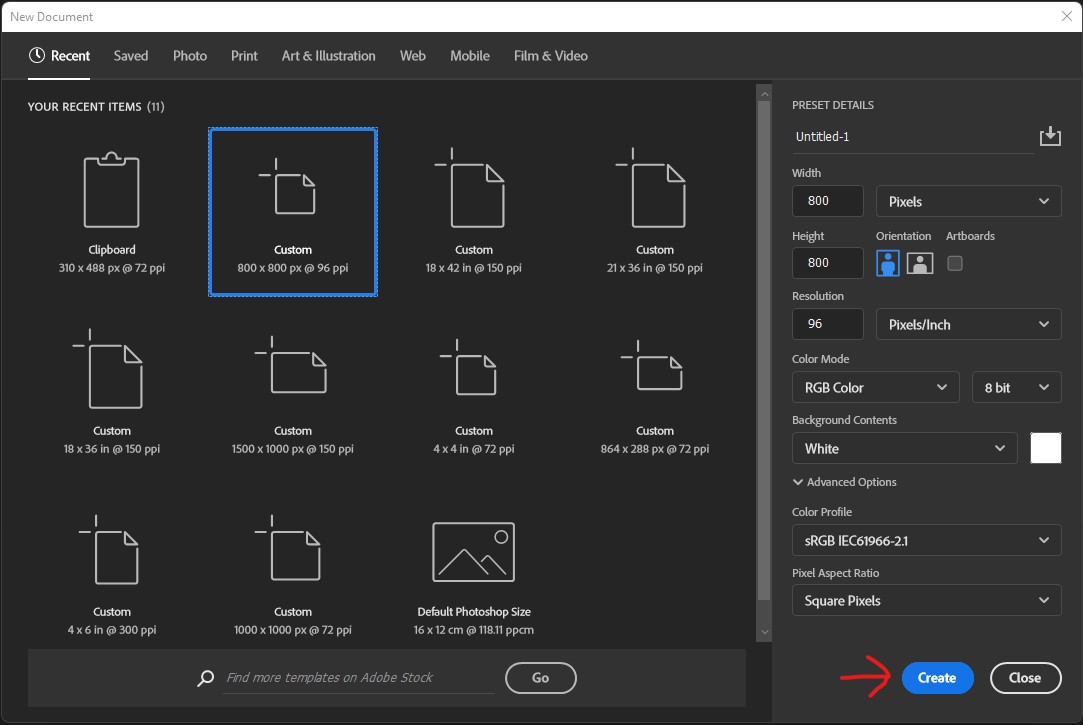 New Document
Recent Saved Photo Print Art & Illustration Web Mobile Film & Video
YOUR RECENT ITEMS (11)
Clipboard
310 x 488 px @ 72 ppi
Custom
800 x 800 px @ 96 ppi
Custom
18 x 42 in @ 150 ppi
Custom
21 x 36 in @ 150 ppi
Custom
18 x 36 in @ 150 ppi
Custom
1500 x 1000 px @ 150 ppi
Custom
4 x 4 in @ 72 ppi
Custom
864 x 288 px @ 72 ppi
Custom
4 x 6 in @ 300 ppi
Custom
1000 x 1000 px @ 72 ppi
Default Photoshop Size
16 x 12 cm @ 118.11 ppcm
Find more templates on Adobe Stock
Go
PRESET DETAILS
Untitled-1
Width
800 Pixels
Height Orientation Artboards
800
Resolution
96 Pixels/Inch
Color Mode
RGB Color 8 bit
Background Contents
White
Advanced Options
Color Profile
sRGB IEC61966-2.1
Pixel Aspect Ratio
Square Pixels
Create Close